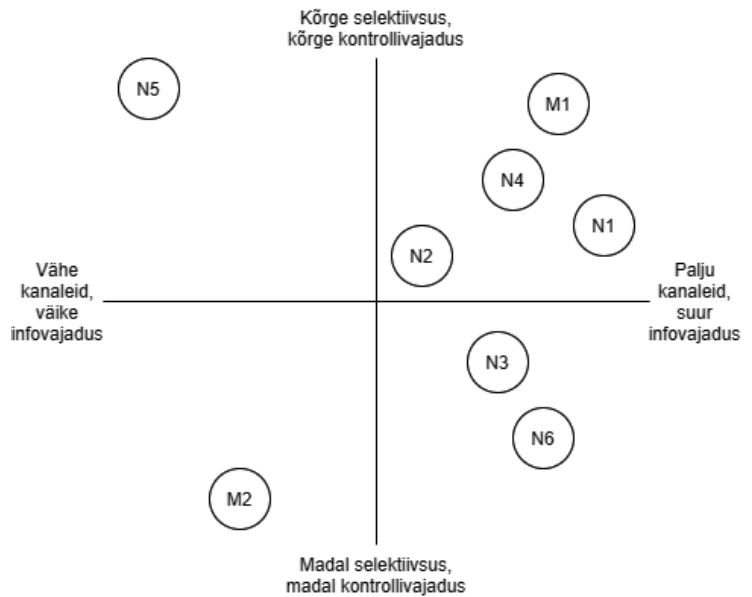 Kõrge selektiivsus,
kõrge kontrollivajadus
N5
M1
N4
N1
N2
Vähe
kanaleid,
väike
infovajadus
Palju
kanaleid,
suur
infovajadus
N3
N6
M2
Madal selektiivsus,
madal kontrollivajadus